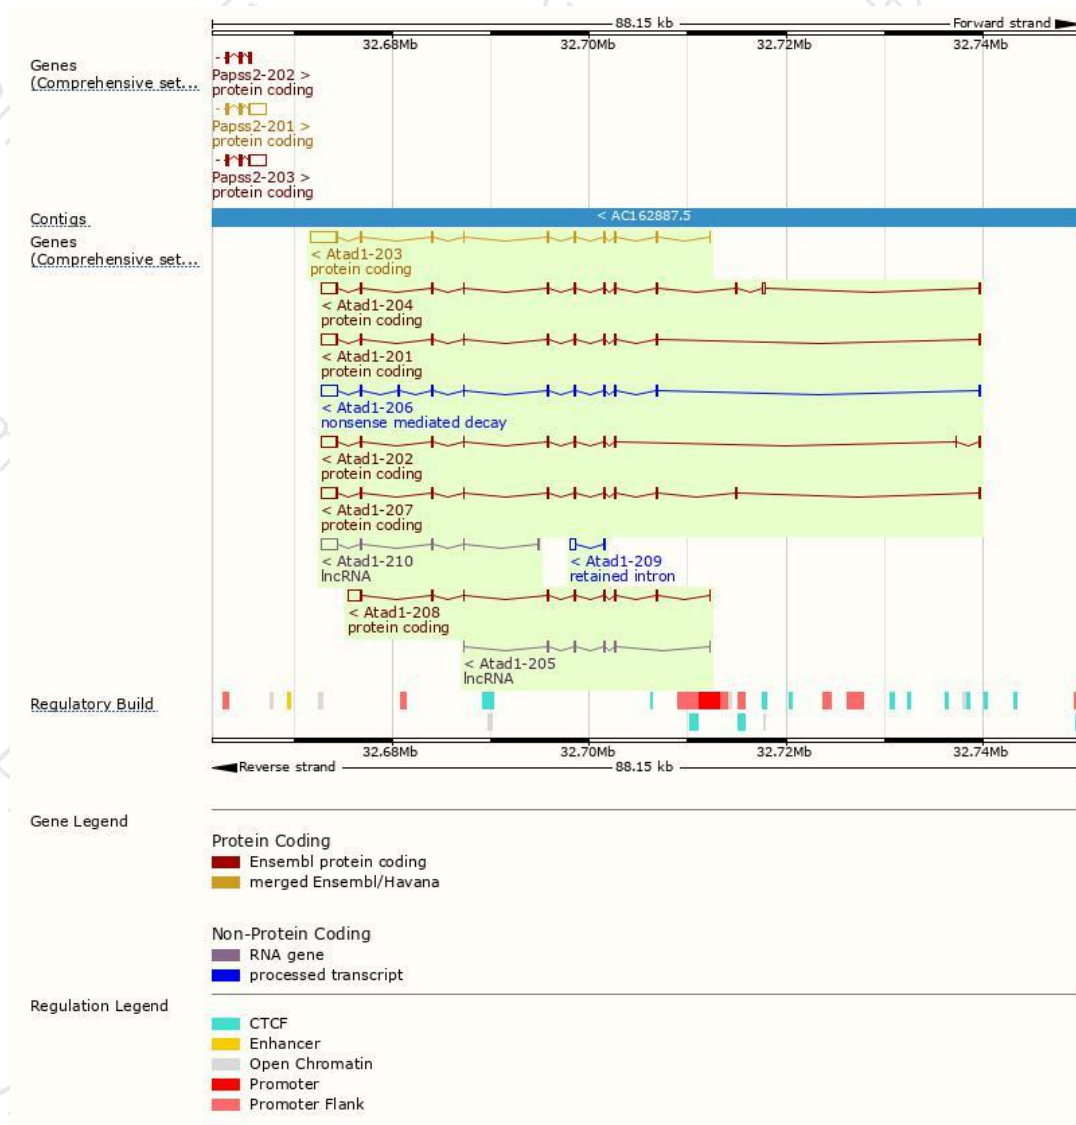 88.15 kb Forward strand
32.68Mb 32.70Mb 32.72Mb 32.74Mb
Genes
(Comprehensive set...
Papss2-202 >
protein coding
Papss2-201 >
protein coding
Papss2-203 >
protein coding
Contigs
< AC162887.5
Genes
(Comprehensive set...
< Atad1-203
protein coding
< Atad1-204
protein coding
< Atad1-201
protein coding
< Atad1-206
nonsense mediated decay
< Atad1-202
protein coding
< Atad1-207
protein coding
< Atad1-210
lncRNA
< Atad1-209
retained intron
< Atad1-208
protein coding
< Atad1-205
lncRNA
Regulatory Build
32.68Mb 32.70Mb 32.72Mb 32.74Mb
Reverse strand 88.15 kb
Gene Legend
Protein Coding
Ensembl protein coding
merged Ensembl/Havana
Non-Protein Coding
RNA gene
processed transcript
Regulation Legend
CTCF
Enhancer
Open Chromatin
Promoter
Promoter Flank